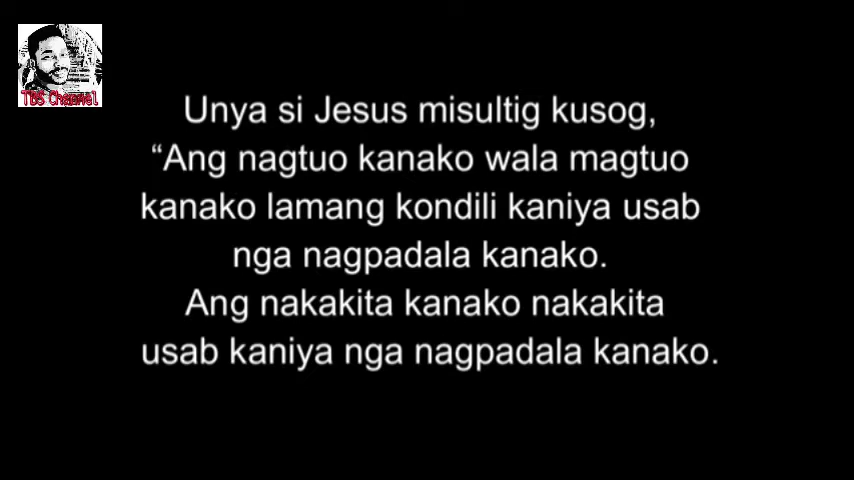 TBS Channel
Unya si Jesus misultig kusog,
“Ang nagtuo kanako wala magtuo
kanako lamang kondili kaniya usab
nga nagpadala kanako.
Ang nakakita kanako nakakita
usab kaniya nga nagpadala kanako.